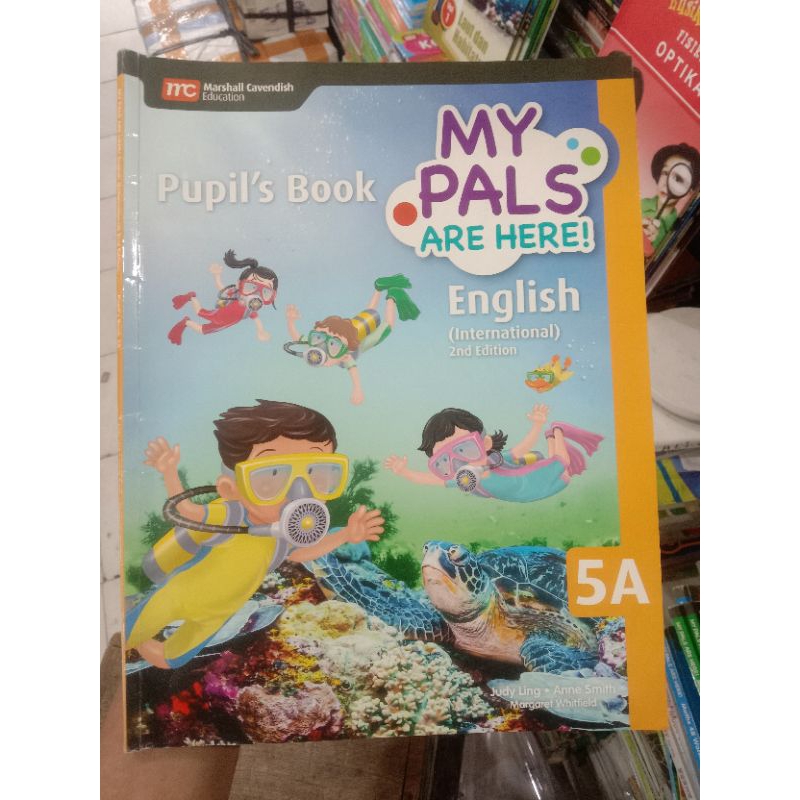 Marshall Cavendish
Education
Pupil's Book
MY
PALS
ARE HERE!
English
(International)
2nd Edition
5A
Judy Ling • Anne Smith
Margaret Whitfield
OPTIKA